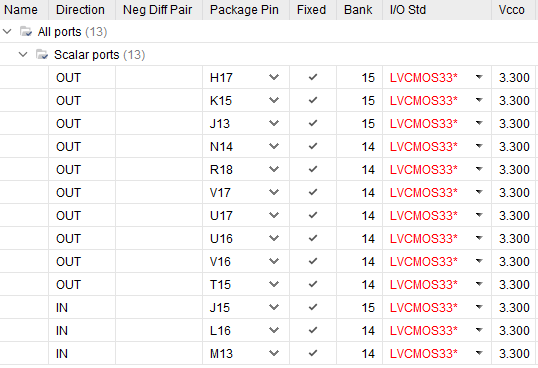 Name Direction Neg Diff Pair Package Pin Fixed Bank I/O Std Vcco
All ports (13)
Scalar ports (13)
OUT H17 15 LVCMOS33* 3.300
OUT K15 15 LVCMOS33* 3.300
OUT J13 15 LVCMOS33* 3.300
OUT N14 14 LVCMOS33* 3.300
OUT R18 14 LVCMOS33* 3.300
OUT V17 14 LVCMOS33* 3.300
OUT U17 14 LVCMOS33* 3.300
OUT U16 14 LVCMOS33* 3.300
OUT V16 14 LVCMOS33* 3.300
OUT T15 14 LVCMOS33* 3.300
IN J15 15 LVCMOS33* 3.300
IN L16 14 LVCMOS33* 3.300
IN M13 14 LVCMOS33* 3.300